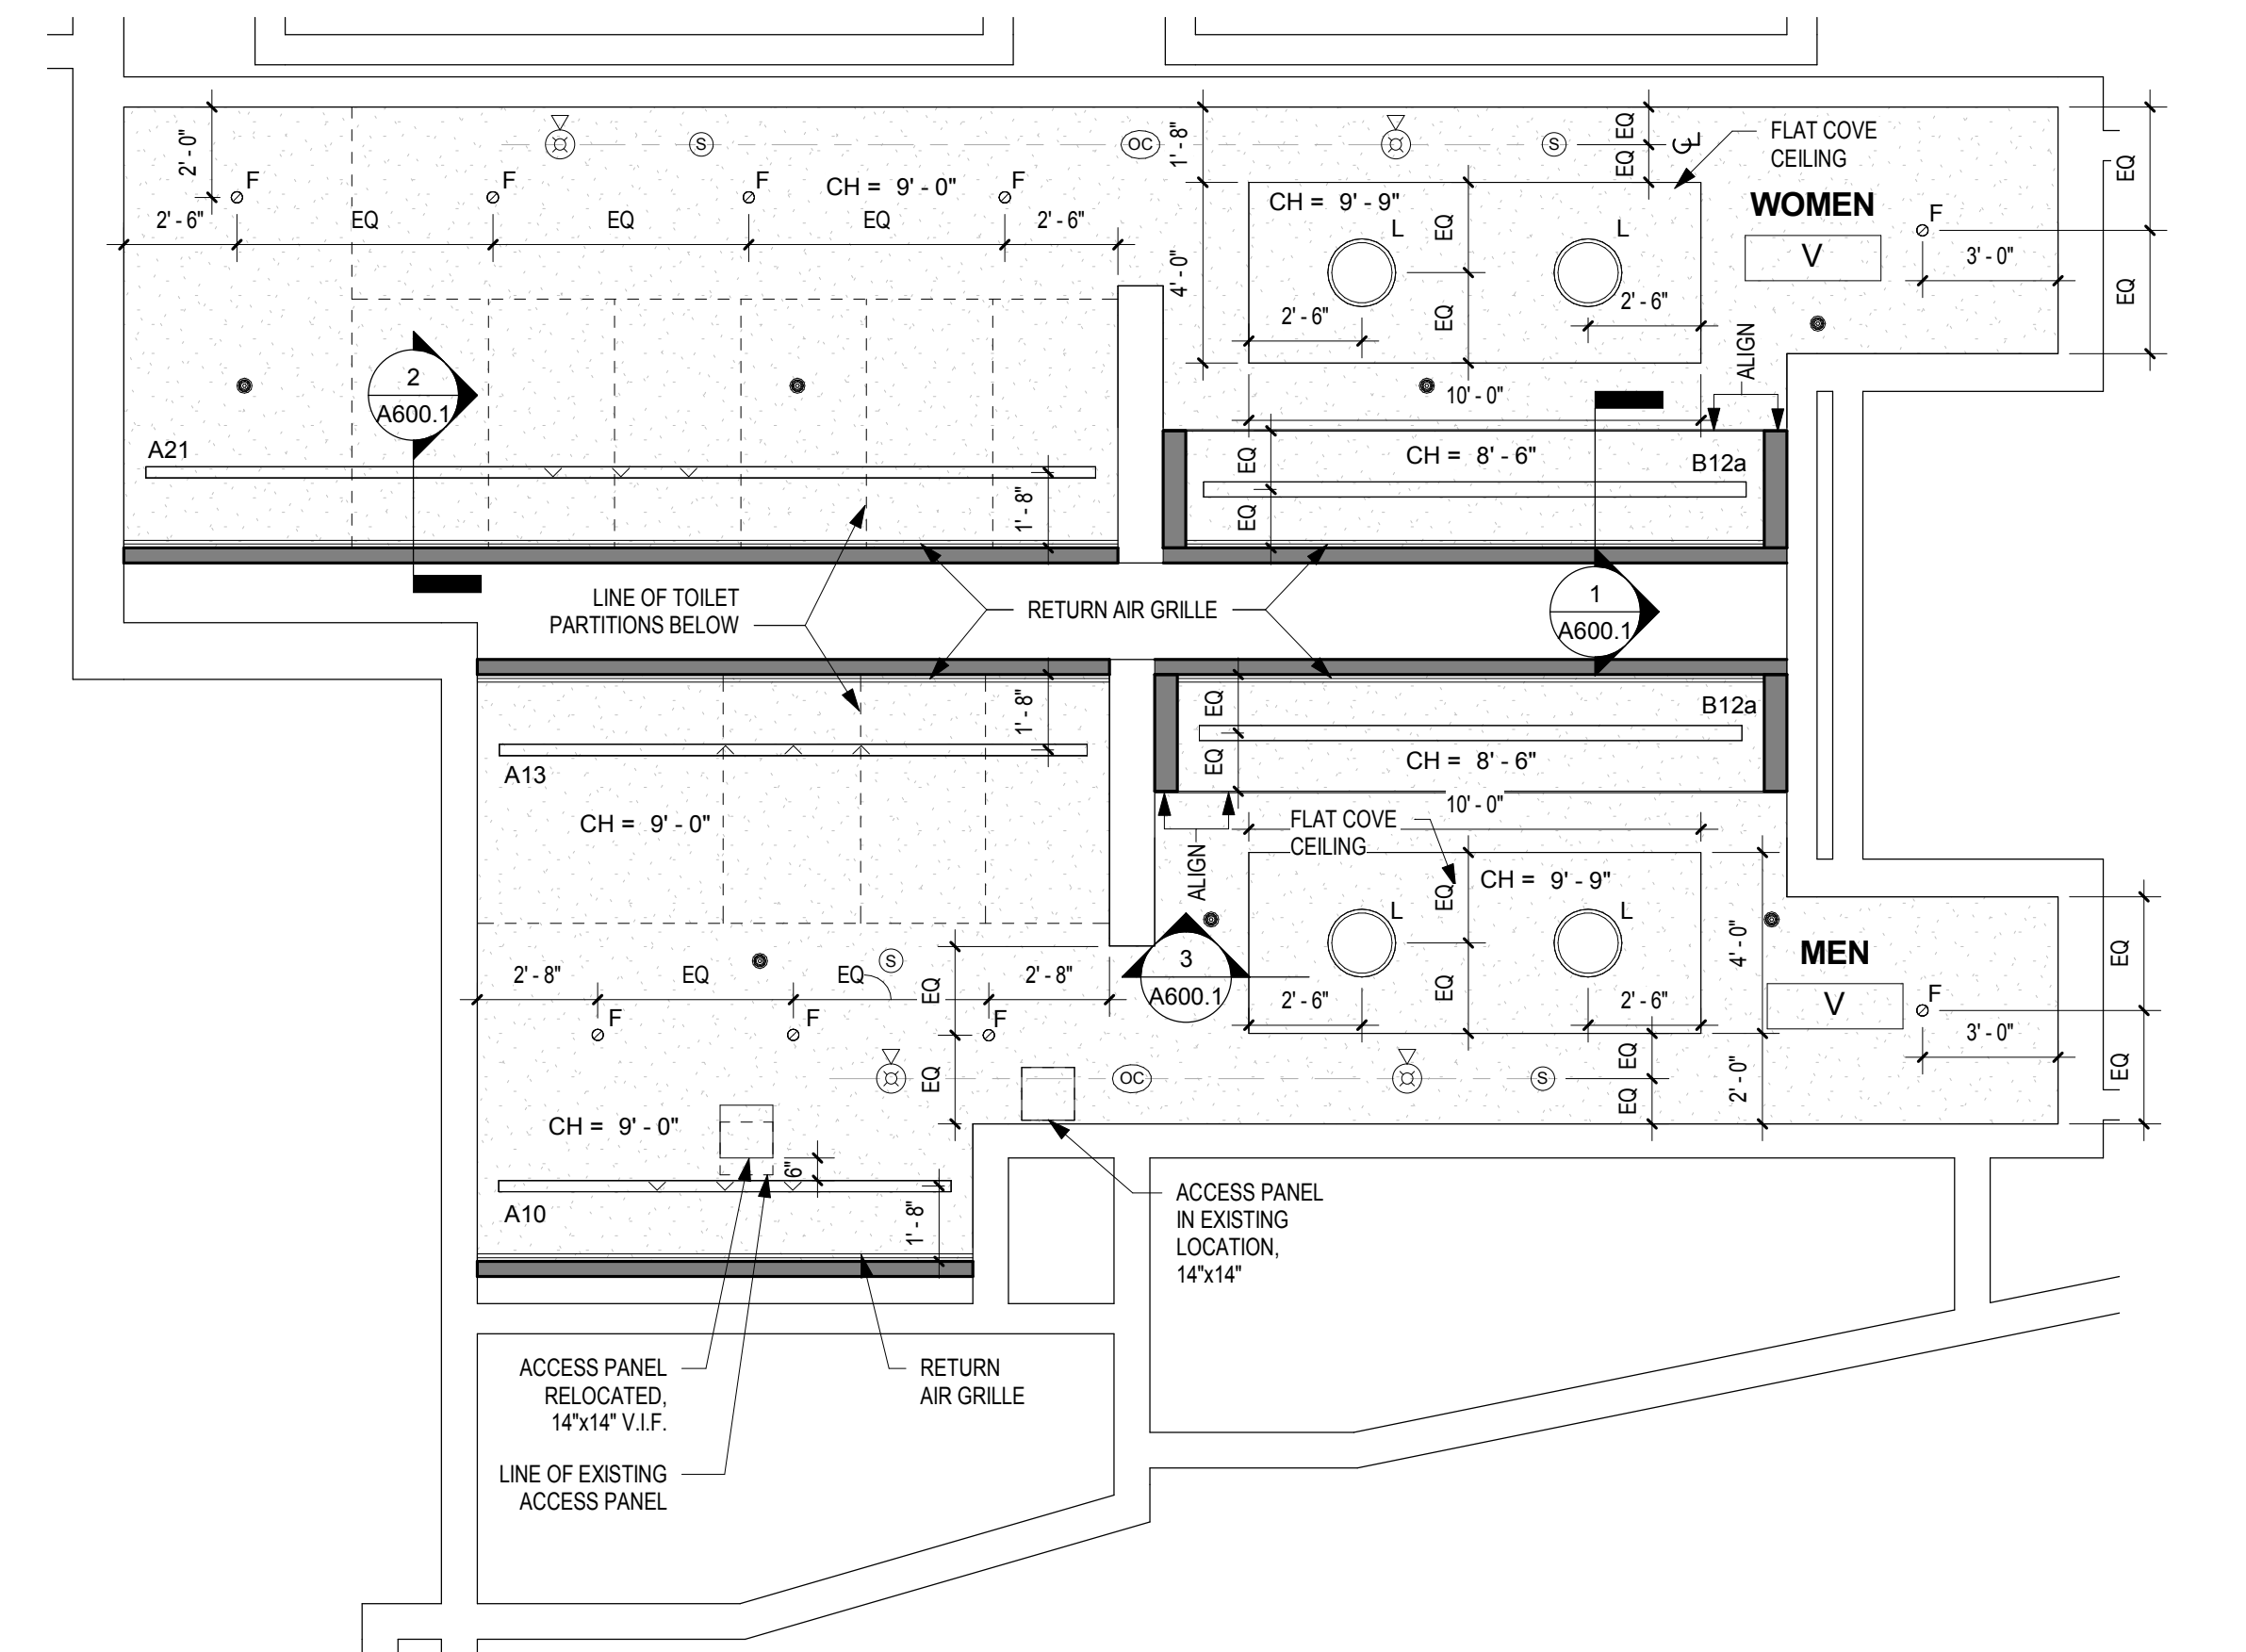 S
OC
S
EQ
EQ
CL
FLAT COVE
CEILING
2' - 0"
1' - 8"
F
F
F
CH = 9' - 0"
F
2' - 6"
EQ
EQ
EQ
2' - 6"
CH = 9' - 9"
L
L
EQ
EQ
WOMEN
V
F
3' - 0"
EQ
EQ
4' - 0"
2' - 6"
2' - 6"
ALIGN
2
A600.1
10' - 0"
A21
1' - 8"
EQ
EQ
CH = 8' - 6"
B12a
LINE OF TOILET
PARTITIONS BELOW
RETURN AIR GRILLE
1
A600.1
1' - 8"
A13
CH = 9' - 0"
EQ
EQ
B12a
CH = 8' - 6"
10' - 0"
FLAT COVE
CEILING
ALIGN
CH = 9' - 9"
L
L
EQ
EQ
4' - 0"
MEN
V
F
3' - 0"
EQ
EQ
2' - 8"
EQ
EQ
S
EQ
2' - 8"
3
A600.1
2' - 6"
2' - 6"
F
F
F
EQ
OC
S
EQ
EQ
2' - 0"
CH = 9' - 0"
6"
A10
1' - 8"
ACCESS PANEL
IN EXISTING
LOCATION,
14"x14"
ACCESS PANEL
RELOCATED,
14"x14" V.I.F.
RETURN
AIR GRILLE
LINE OF EXISTING
ACCESS PANEL